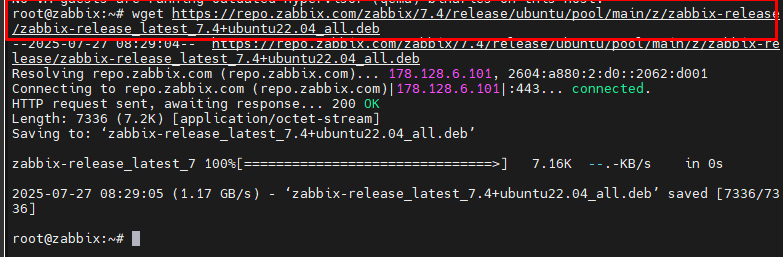 No VM guests are running outdated hypervisor (qemu) binaries on this host.
root@zabbix:~# wget https://repo.zabbix.com/zabbix/7.4/release/ubuntu/pool/main/z/zabbix-release
/zabbix-release_latest_7.4+ubuntu22.04_all.deb
--2025-07-27 08:29:04-- https://repo.zabbix.com/zabbix/7.4/release/ubuntu/pool/main/z/zabbix-re
lease/zabbix-release_latest_7.4+ubuntu22.04_all.deb
Resolving repo.zabbix.com (repo.zabbix.com)... 178.128.6.101, 2604:a880:2:d0::2062:d001
Connecting to repo.zabbix.com (repo.zabbix.com)|178.128.6.101|:443... connected.
HTTP request sent, awaiting response... 200 OK
Length: 7336 (7.2K) [application/octet-stream]
Saving to: ‘zabbix-release_latest_7.4+ubuntu22.04_all.deb’
zabbix-release_latest_7 100%[===============================>] 7.16K --.-KB/s in 0s
2025-07-27 08:29:05 (1.17 GB/s) - ‘zabbix-release_latest_7.4+ubuntu22.04_all.deb’ saved [7336/73
36]
root@zabbix:~#